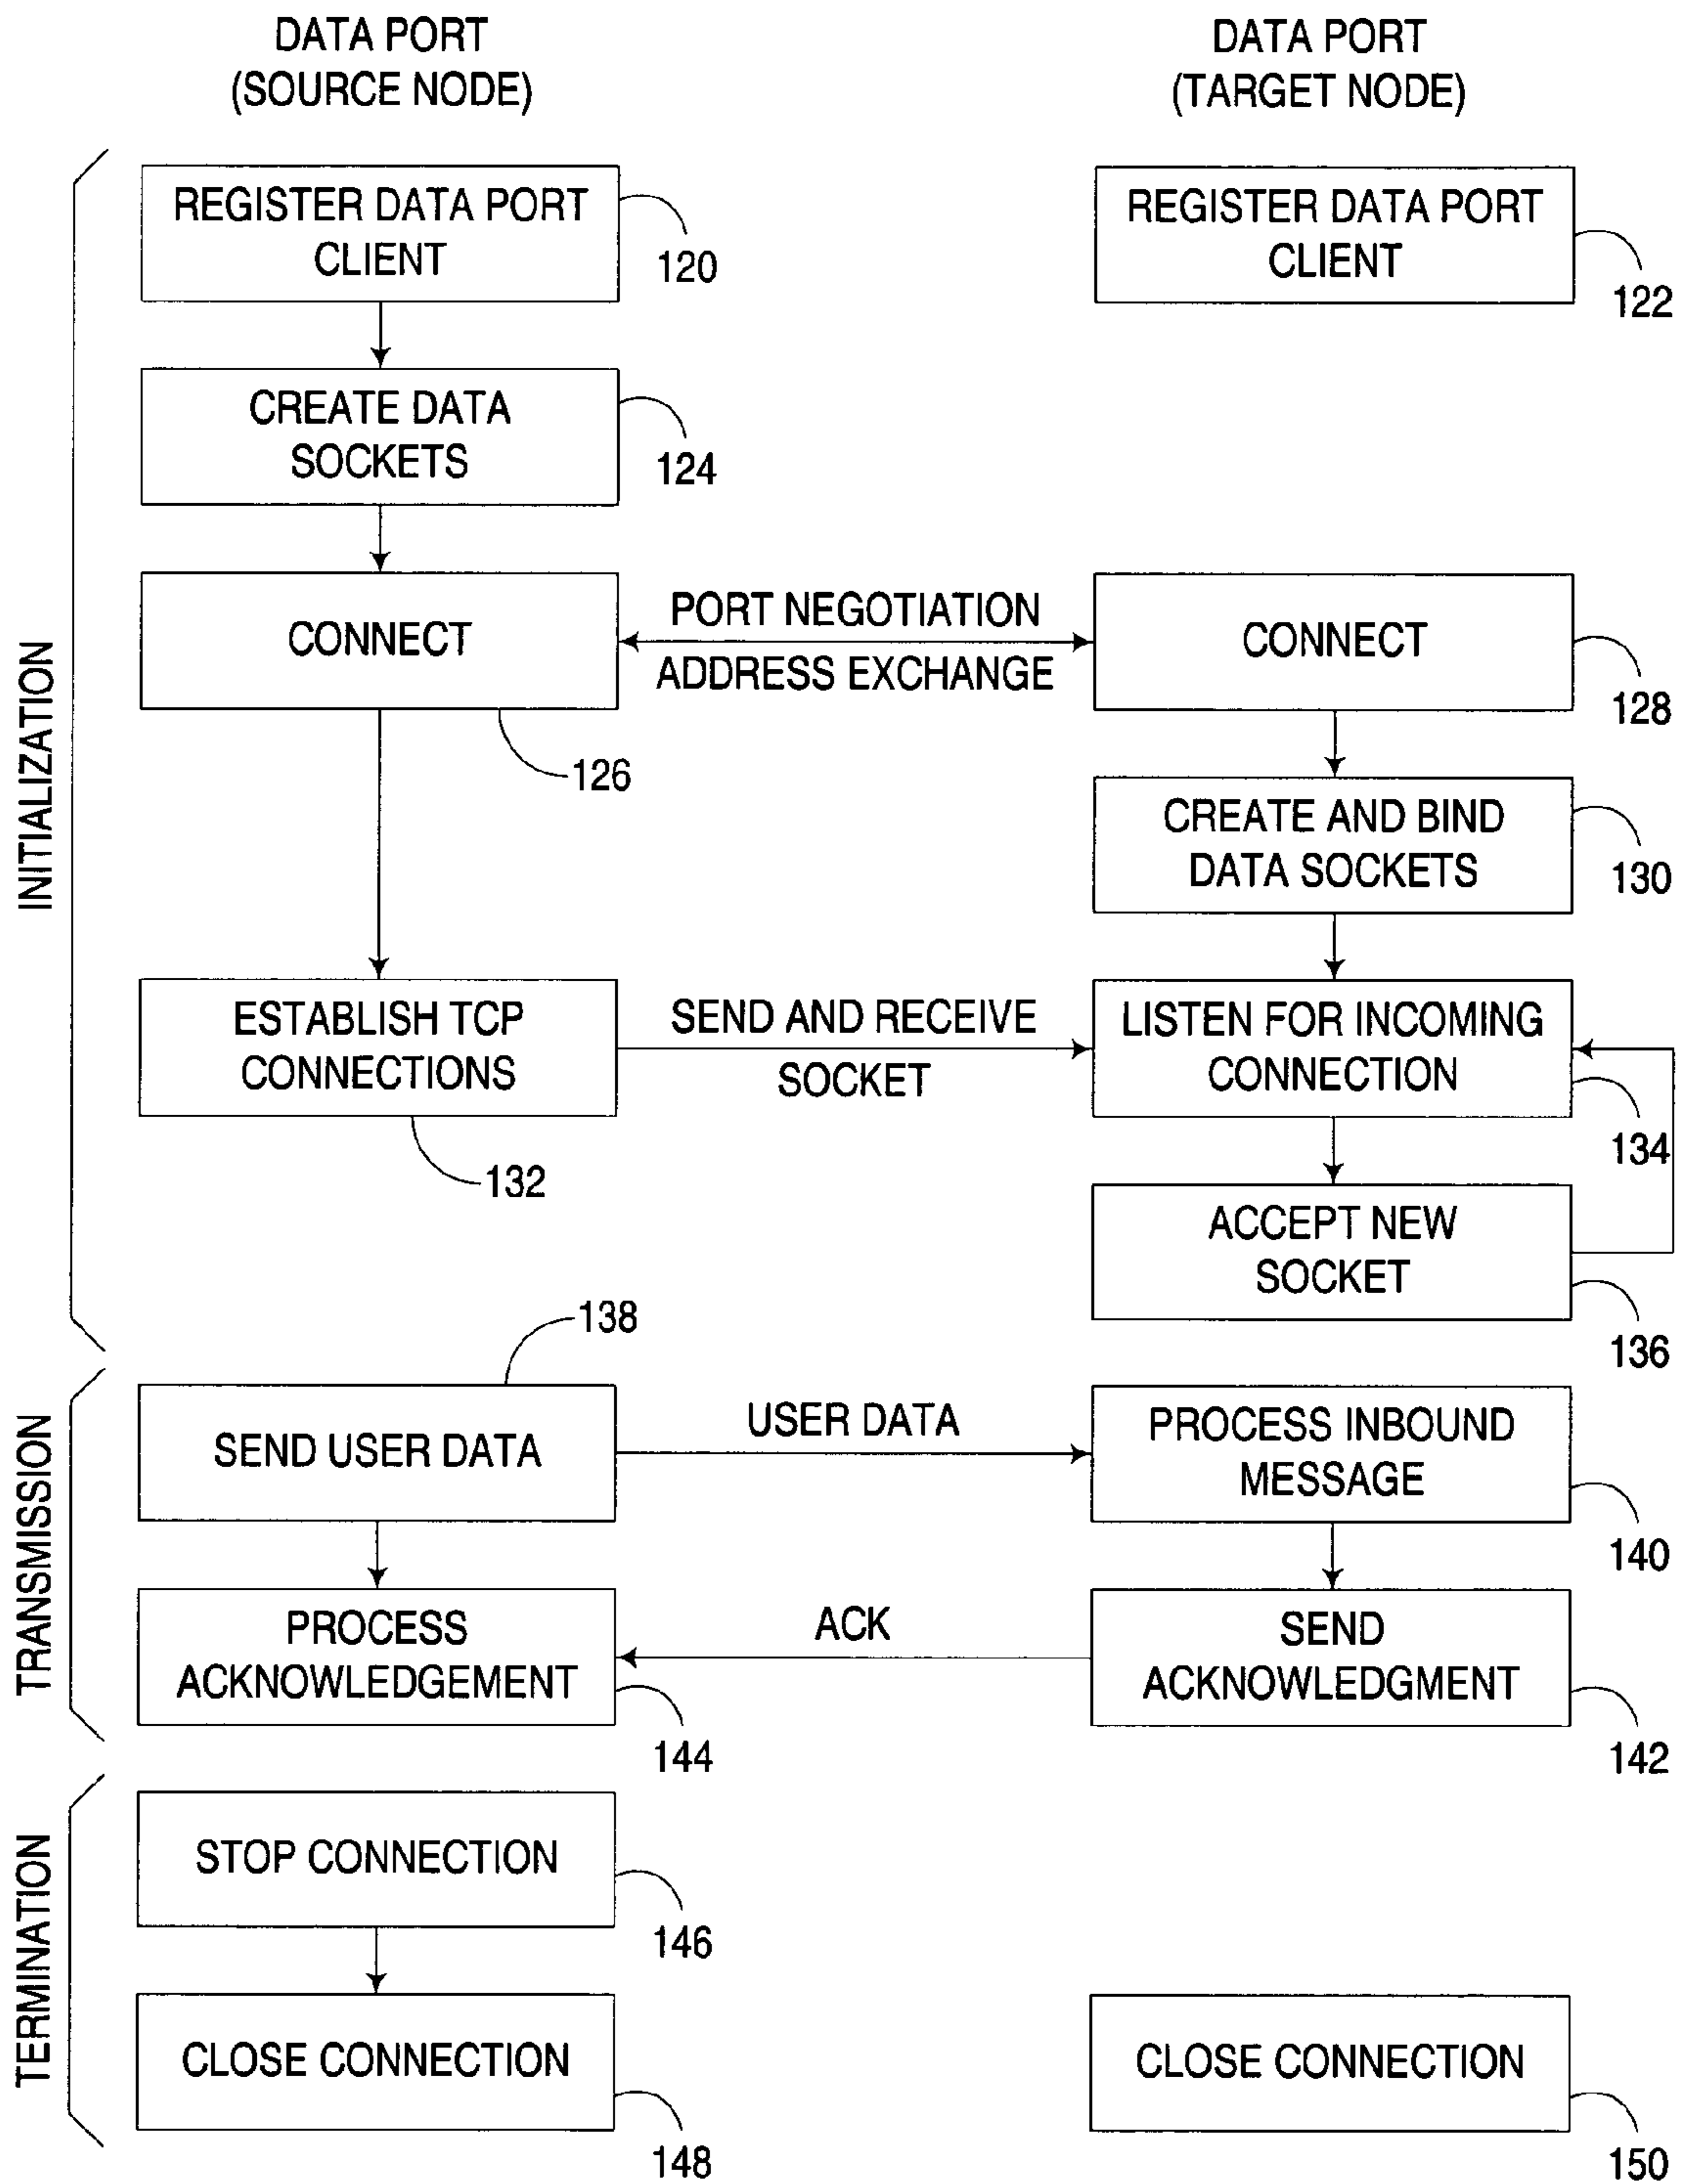 DATA PORT
(SOURCE NODE)
DATA PORT
(TARGET NODE)
INITIALIZATION
REGISTER DATA PORT
CLIENT
120
REGISTER DATA PORT
CLIENT
122
CREATE DATA
SOCKETS
124
CONNECT
126
PORT NEGOTIATION
ADDRESS EXCHANGE
CONNECT
128
CREATE AND BIND
DATA SOCKETS
130
ESTABLISH TCP
CONNECTIONS
132
SEND AND RECEIVE
SOCKET
LISTEN FOR INCOMING
CONNECTION
134
ACCEPT NEW
SOCKET
136
TRANSMISSION
138
SEND USER DATA
USER DATA
PROCESS INBOUND
MESSAGE
140
PROCESS
ACKNOWLEDGEMENT
144
ACK
SEND
ACKNOWLEDGMENT
142
TERMINATION
STOP CONNECTION
146
CLOSE CONNECTION
148
CLOSE CONNECTION
150